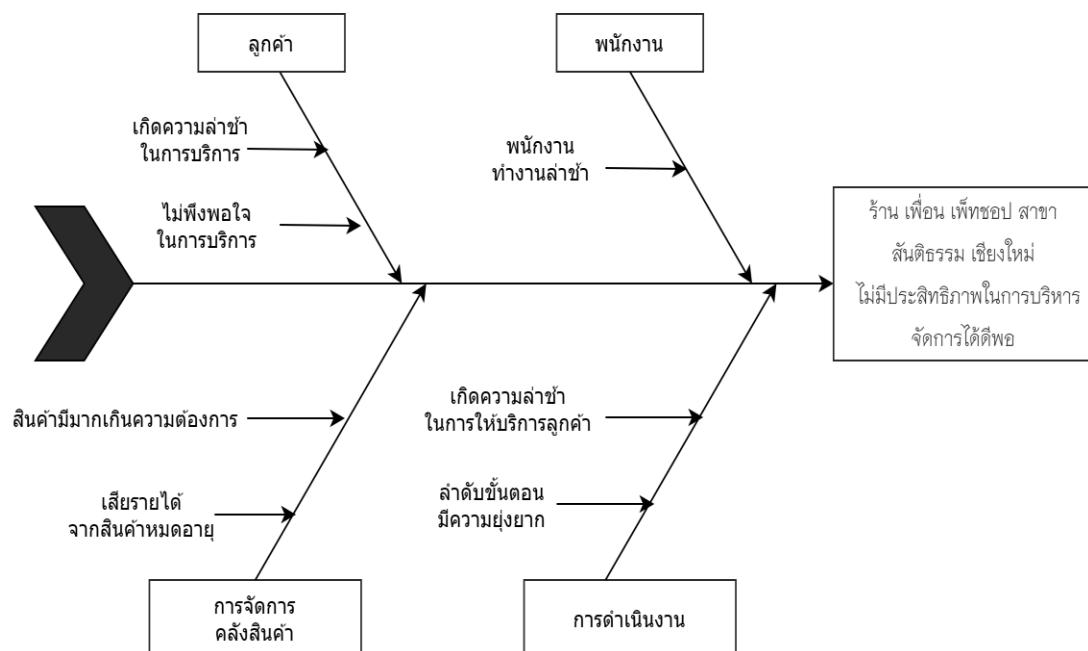 ลูกค้า
พนักงาน
เกิดความล่าช้า
ในการบริการ
พนักงาน
ทำงานล่าช้า
ไม่พึงพอใจ
ในการบริการ
ร้าน เพื่อน เพ็ทชอป สาขา
สันติธรรม เชียงใหม่
ไม่มีประสิทธิภาพในการบริหาร
จัดการได้ดีพอ
สินค้ามีมากเกินความต้องการ
เกิดความล่าช้า
ในการให้บริการลูกค้า
เสียรายได้
จากสินค้าหมดอายุ
ลำดับขั้นตอน
มีความยุ่งยาก
การจัดการ
คลังสินค้า
การดำเนินงาน